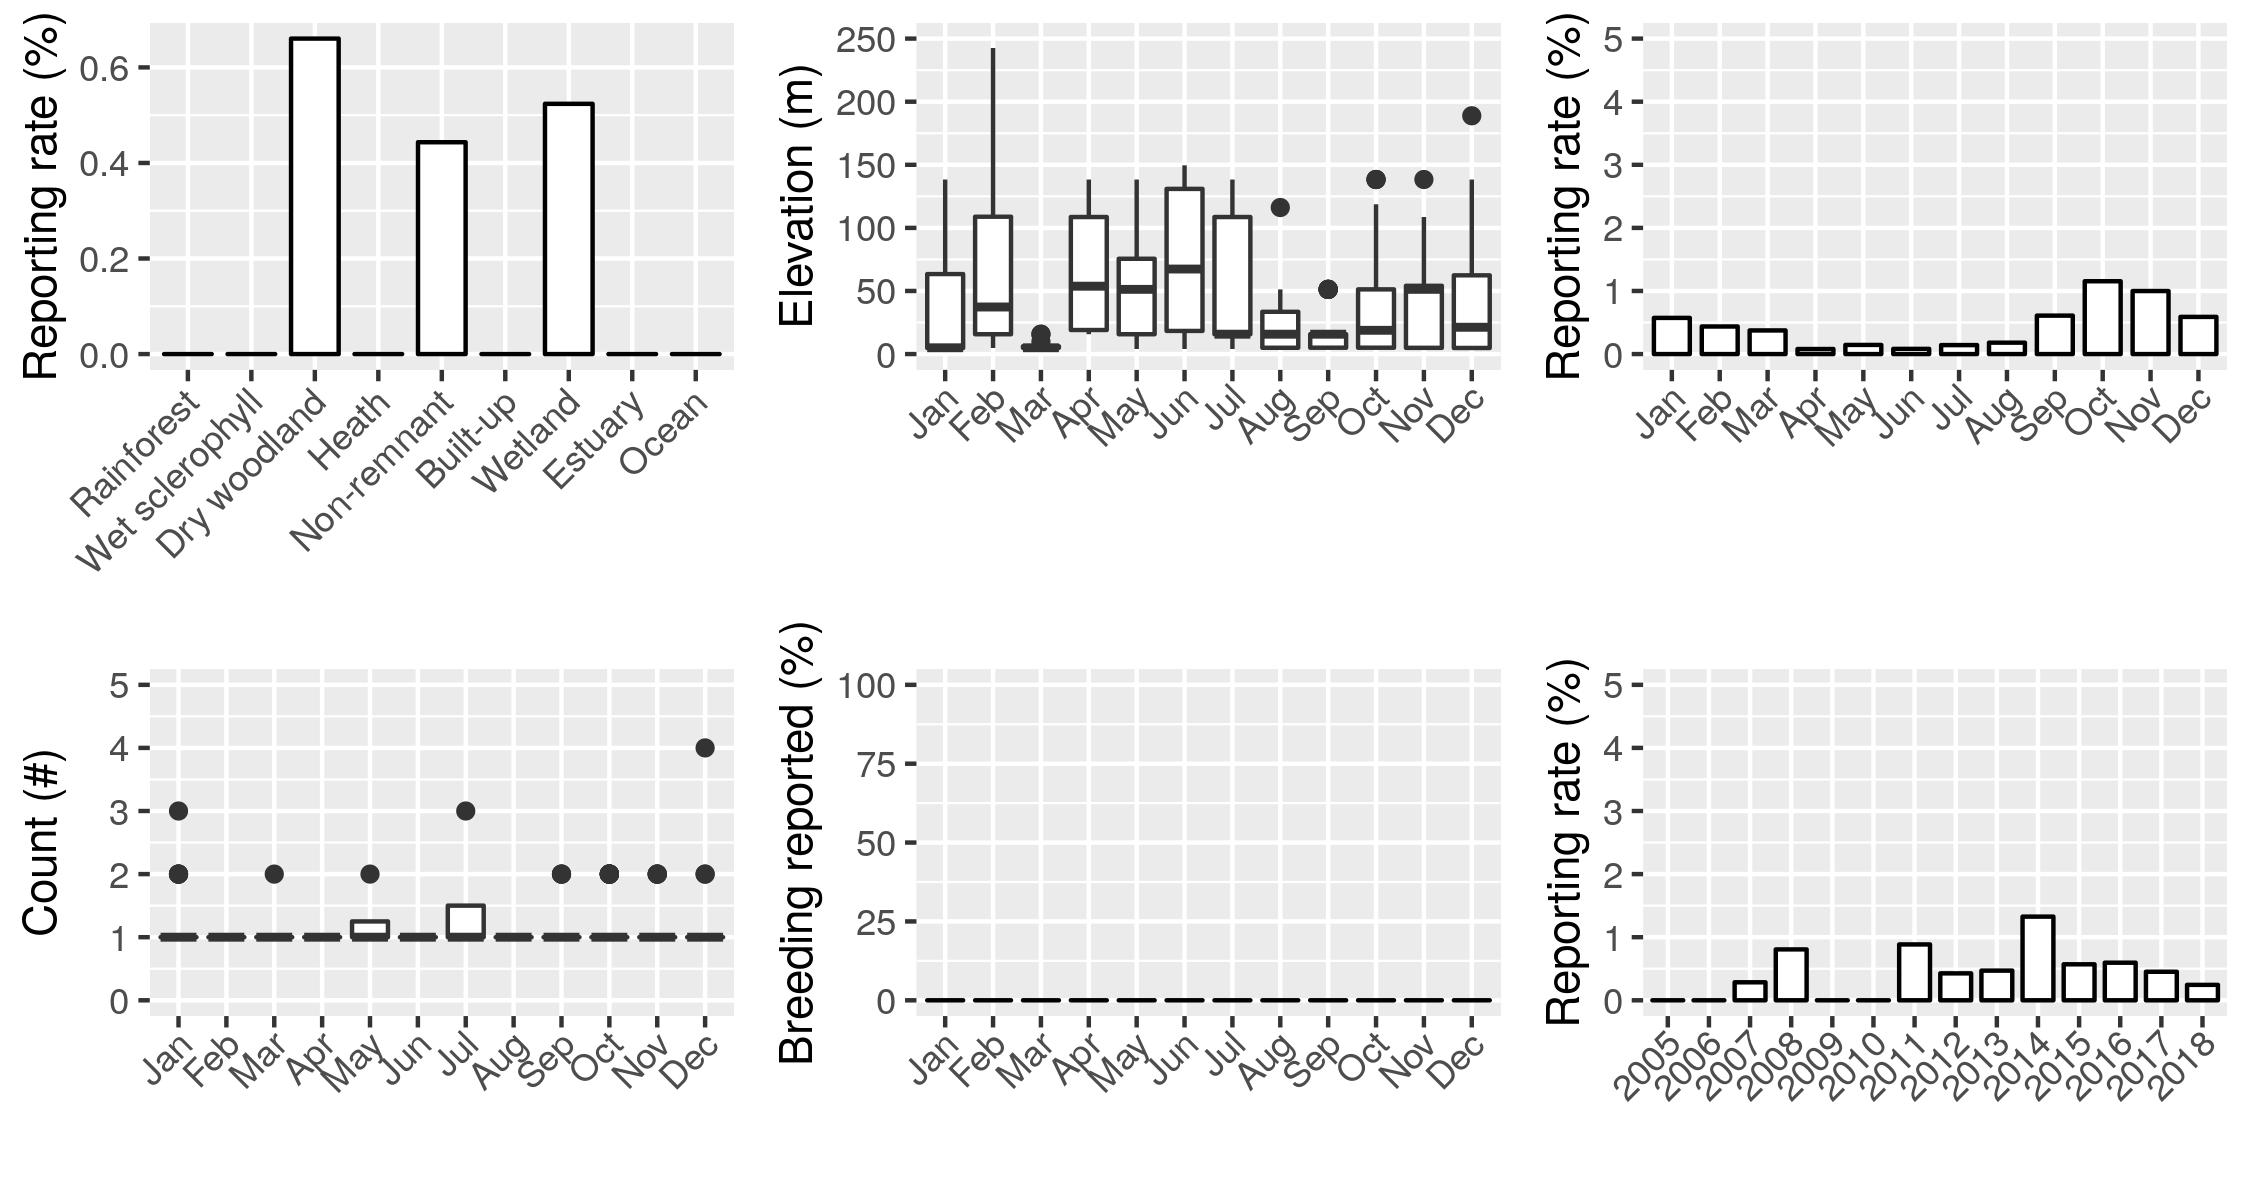 Reporting rate (%)
0.6
0.4
0.2
0.0
Rainforest
Wet sclerophyll
Dry woodland
Heath
Non-remnant
Built-up
Wetland
Estuary
Ocean
Elevation (m)
250
200
150
100
50
0
Jan
Feb
Mar
Apr
May
Jun
Jul
Aug
Sep
Oct
Nov
Dec
Reporting rate (%)
5
4
3
2
1
0
Jan
Feb
Mar
Apr
May
Jun
Jul
Aug
Sep
Oct
Nov
Dec
Count (#)
5
4
3
2
1
0
Jan
Feb
Mar
Apr
May
Jun
Jul
Aug
Sep
Oct
Nov
Dec
Breeding reported (%)
100
75
50
25
0
Jan
Feb
Mar
Apr
May
Jun
Jul
Aug
Sep
Oct
Nov
Dec
Reporting rate (%)
5
4
3
2
1
0
2005
2006
2007
2008
2009
2010
2011
2012
2013
2014
2015
2016
2017
2018